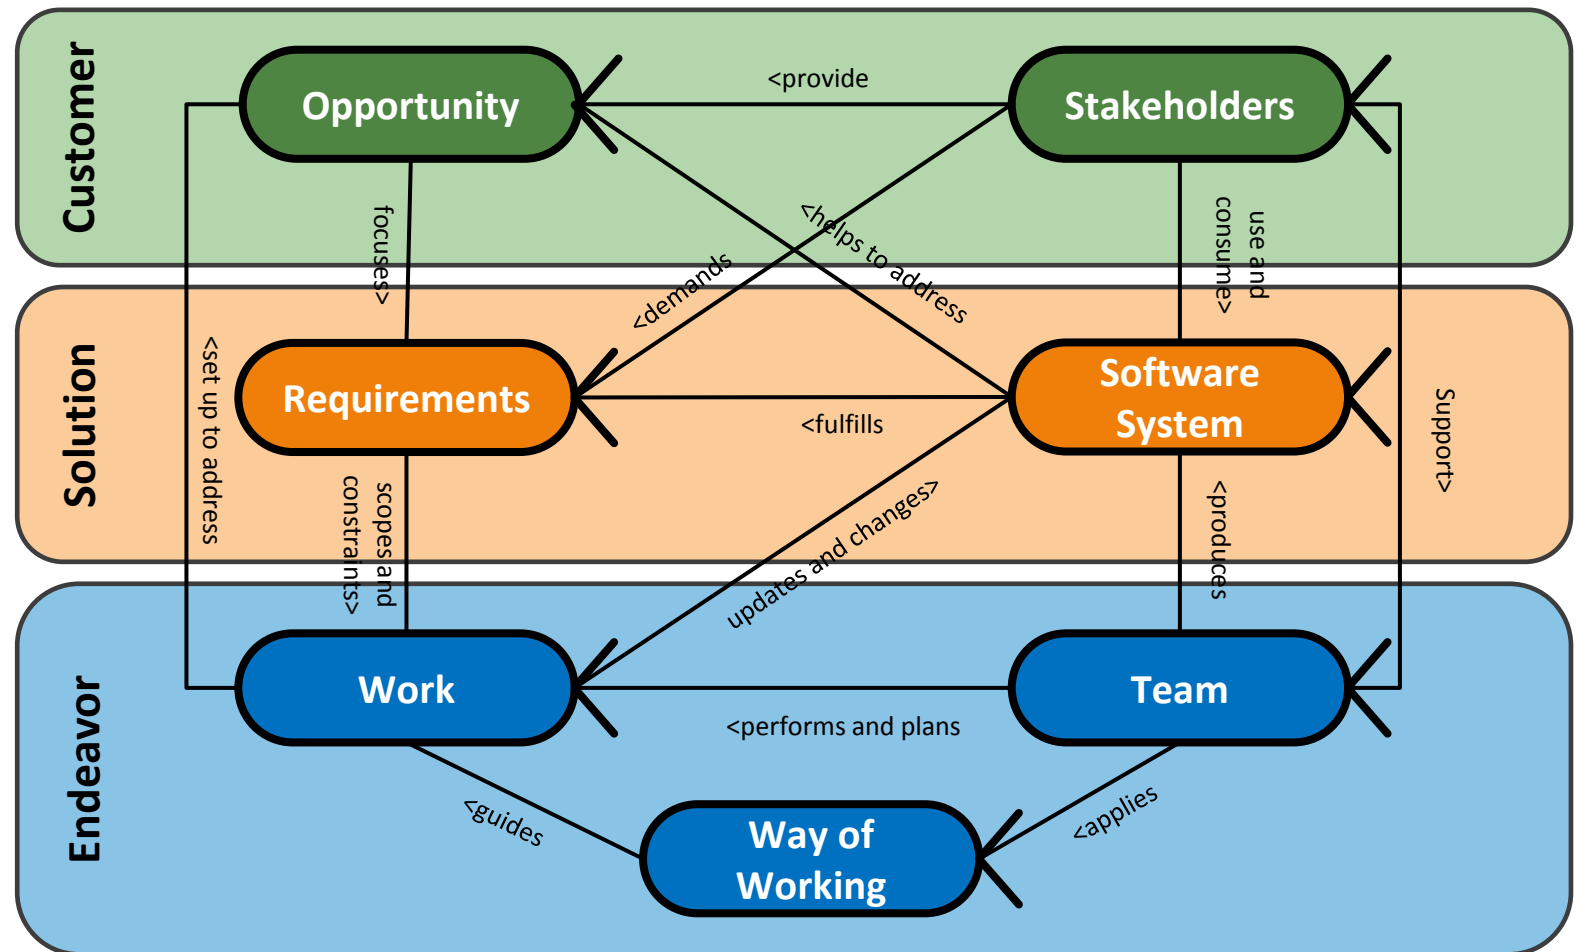 Customer
Opportunity
<provide
Stakeholders
focuses>
<helps to address
<demands
use and
consume>
Solution
<set up to address
Requirements
<fulfills
Software
System
Support>
scopes and
constraints>
updates and changes>
<produces
Endeavor
Work
<performs and plans
Team
<guides
Way of
Working
<applies